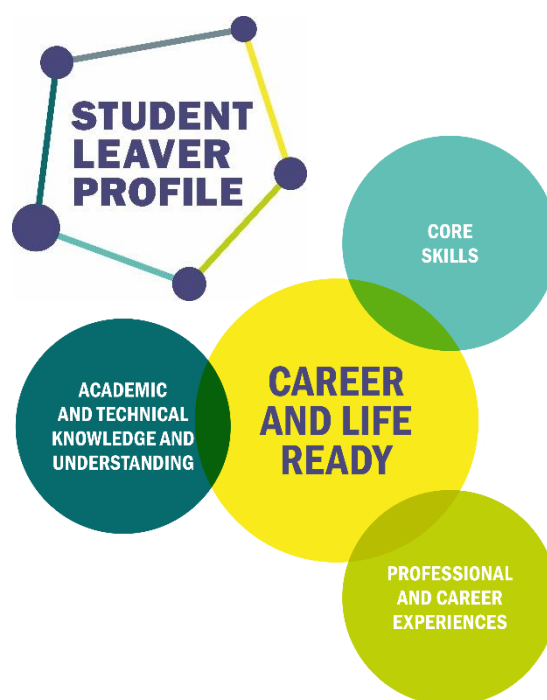 STUDENT
LEAVER
PROFILE
CORE
SKILLS
ACADEMIC
AND TECHNICAL
KNOWLEDGE AND
UNDERSTANDING
CAREER
AND LIFE
READY
PROFESSIONAL
AND CAREER
EXPERIENCES